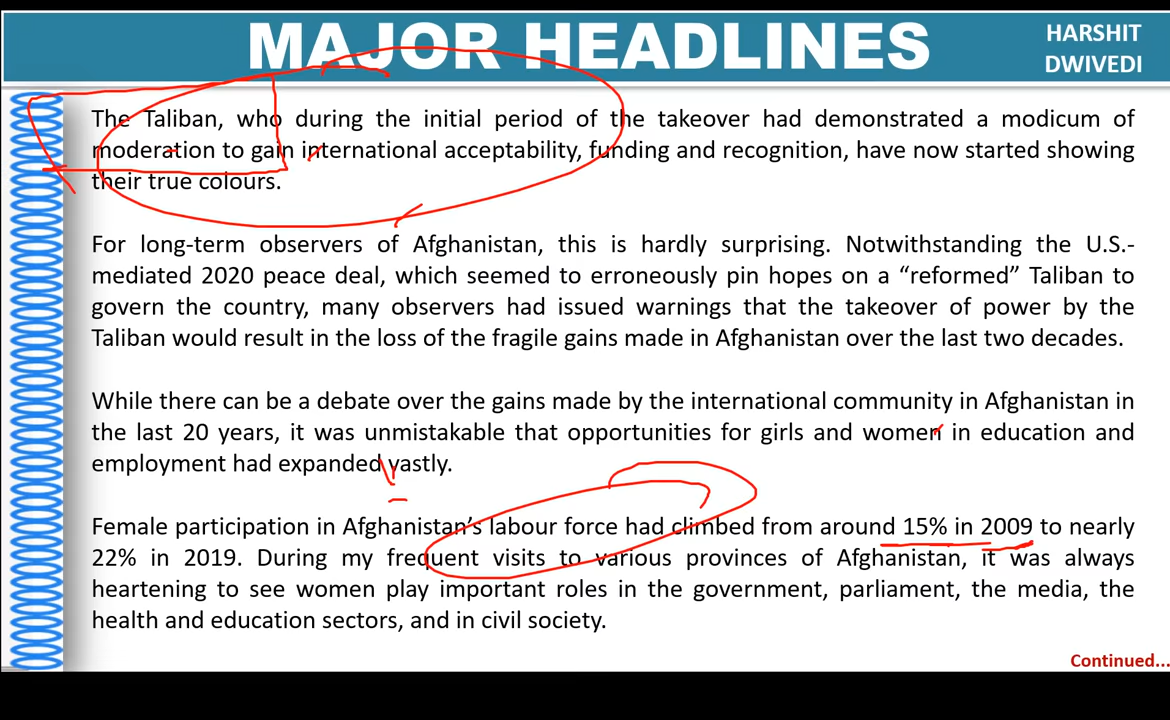 MAJOR HEADLINES
HARSHIT
DWIVEDI
The Taliban, who during the initial period of the takeover had demonstrated a modicum of
moderation to gain international acceptability, funding and recognition, have now started showing
their true colours.
For long-term observers of Afghanistan, this is hardly surprising. Notwithstanding the U.S.-
mediated 2020 peace deal, which seemed to erroneously pin hopes on a “reformed” Taliban to
govern the country, many observers had issued warnings that the takeover of power by the
Taliban would result in the loss of the fragile gains made in Afghanistan over the last two decades.
While there can be a debate over the gains made by the international community in Afghanistan in
the last 20 years, it was unmistakable that opportunities for girls and women in education and
employment had expanded vastly.
Female participation in Afghanistan’s labour force had climbed from around 15% in 2009 to nearly
22% in 2019. During my frequent visits to various provinces of Afghanistan, it was always
heartening to see women play important roles in the government, parliament, the media, the
health and education sectors, and in civil society.
Continued...